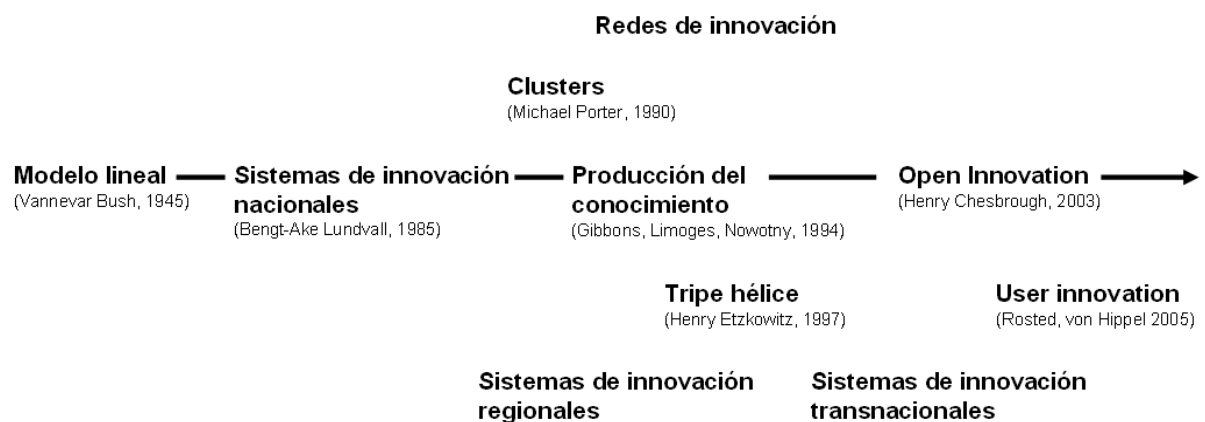 Redes de innovación
Clusters
(Michael Porter, 1990)
Modelo lineal
(Vannevar Bush, 1945)
Sistemas de innovación
nacionales
(Bengt-Ake Lundvall, 1985)
Producción del
conocimiento
(Gibbons, Limoges, Nowotny, 1994)
Open Innovation
(Henry Chesbrough, 2003)
Tripe hélice
(Henry Etzkowitz, 1997)
User innovation
(Rosted, von Hippel 2005)
Sistemas de innovación
regionales
Sistemas de innovación
transnacionales